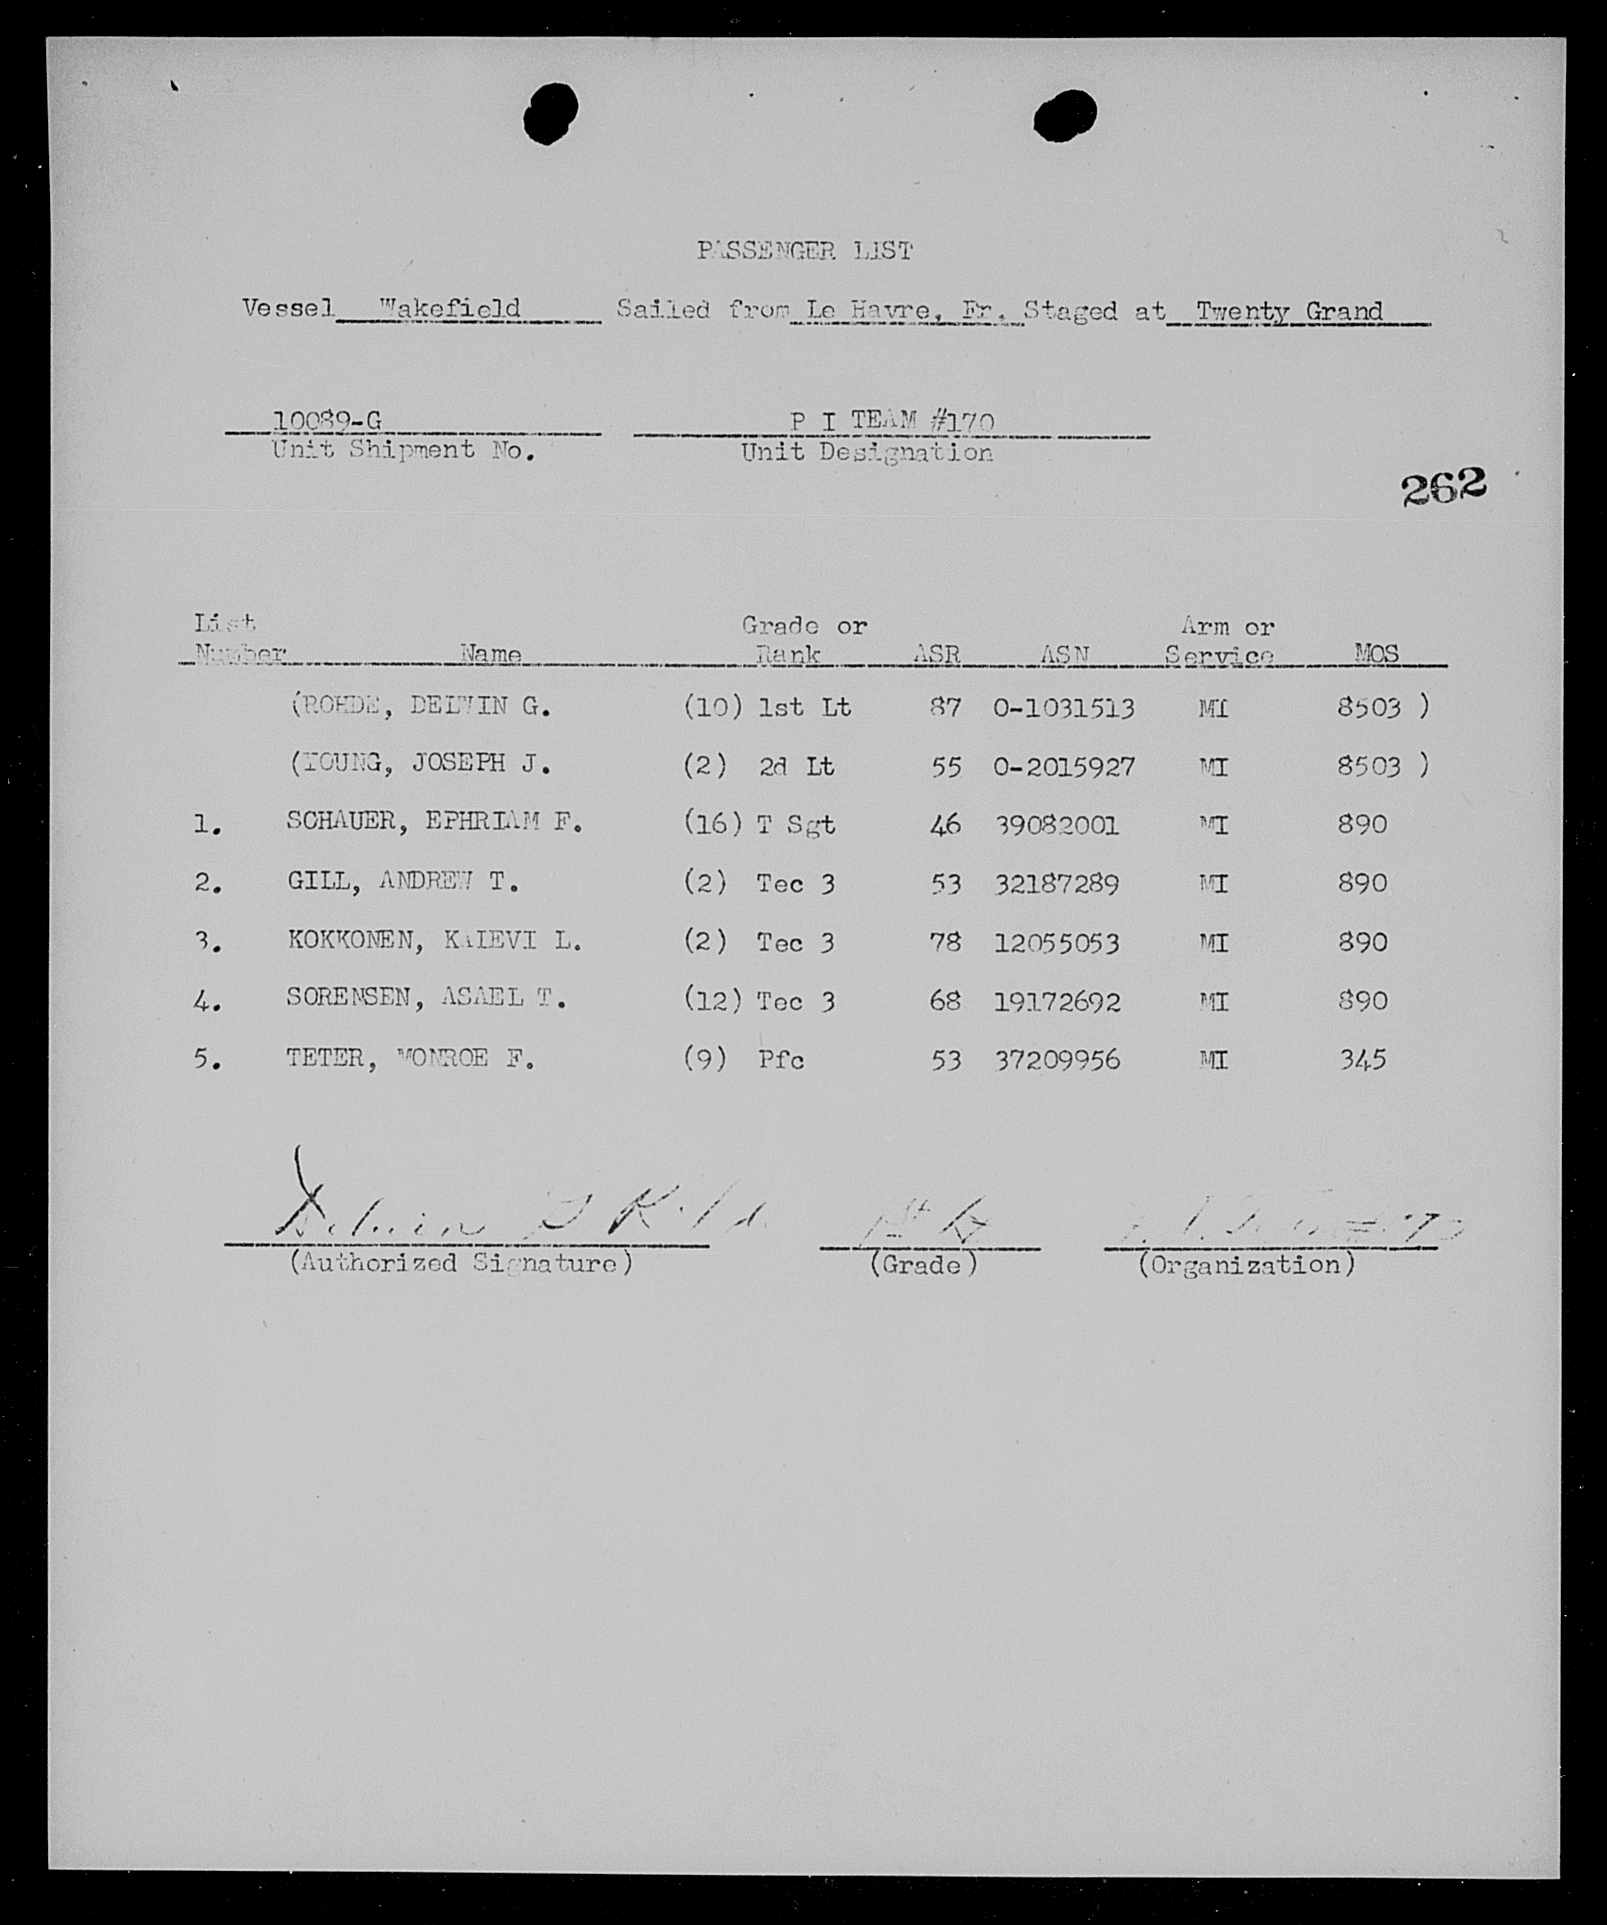 PASSENGER LIST
Vessel Wakefield Sailed from Le Havre, Fr. Staged at Twenty Grand
10089-G P I TEAM #170
Unit Shipment No. Unit Designation
262
List Grade or Arm or
Number Name Rank ASR ASN Service MOS
(ROHDE, DELVIN G. (10) 1st Lt 87 O-1031513 MI 8503 )
(YOUNG, JOSEPH J. (2) 2d Lt 55 O-2015927 MI 8503 )
1. SCHAUER, EPHRIAM F. (16) T Sgt 46 39082001 MI 890
2. GILL, ANDREW T. (2) Tec 3 53 32187289 MI 890
3. KOKKONEN, KAIEVI L. (2) Tec 3 78 12055053 MI 890
4. SORENSEN, ASAEL T. (12) Tec 3 68 19172692 MI 890
5. TETER, MONROE F. (9) Pfc 53 37209956 MI 345
Delvin G
(Authorized Signature) (Grade) (Organization)